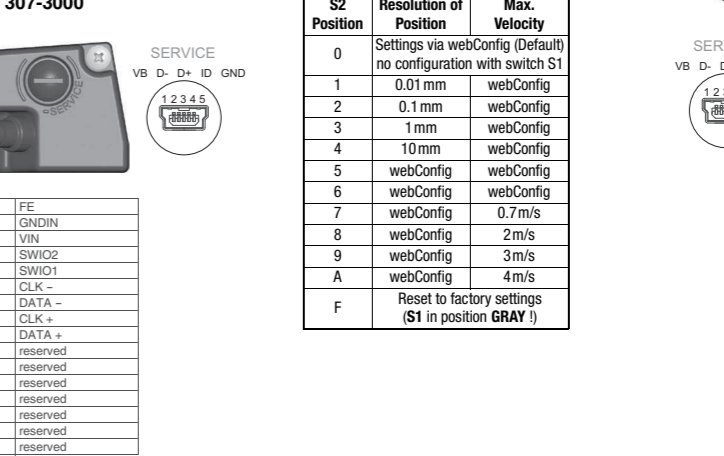 307-3000
SERVICE
VB D- D+ ID GND
1 2 3 4 5
-SERVICE
FE
GNDIN
VIN
SWIO2
SWIO1
CLK –
DATA –
CLK +
DATA +
reserved
reserved
reserved
reserved
reserved
reserved
reserved
S2 Position
Resolution of Position
Max. Velocity
0 Settings via webConfig (Default)
no configuration with switch S1
1 0.01 mm webConfig
2 0.1 mm webConfig
3 1 mm webConfig
4 10 mm webConfig
5 webConfig webConfig
6 webConfig webConfig
7 webConfig 0.7 m/s
8 webConfig 2 m/s
9 webConfig 3 m/s
A webConfig 4 m/s
F Reset to factory settings
(S1 in position GRAY !)
SER
VB D-
1 2